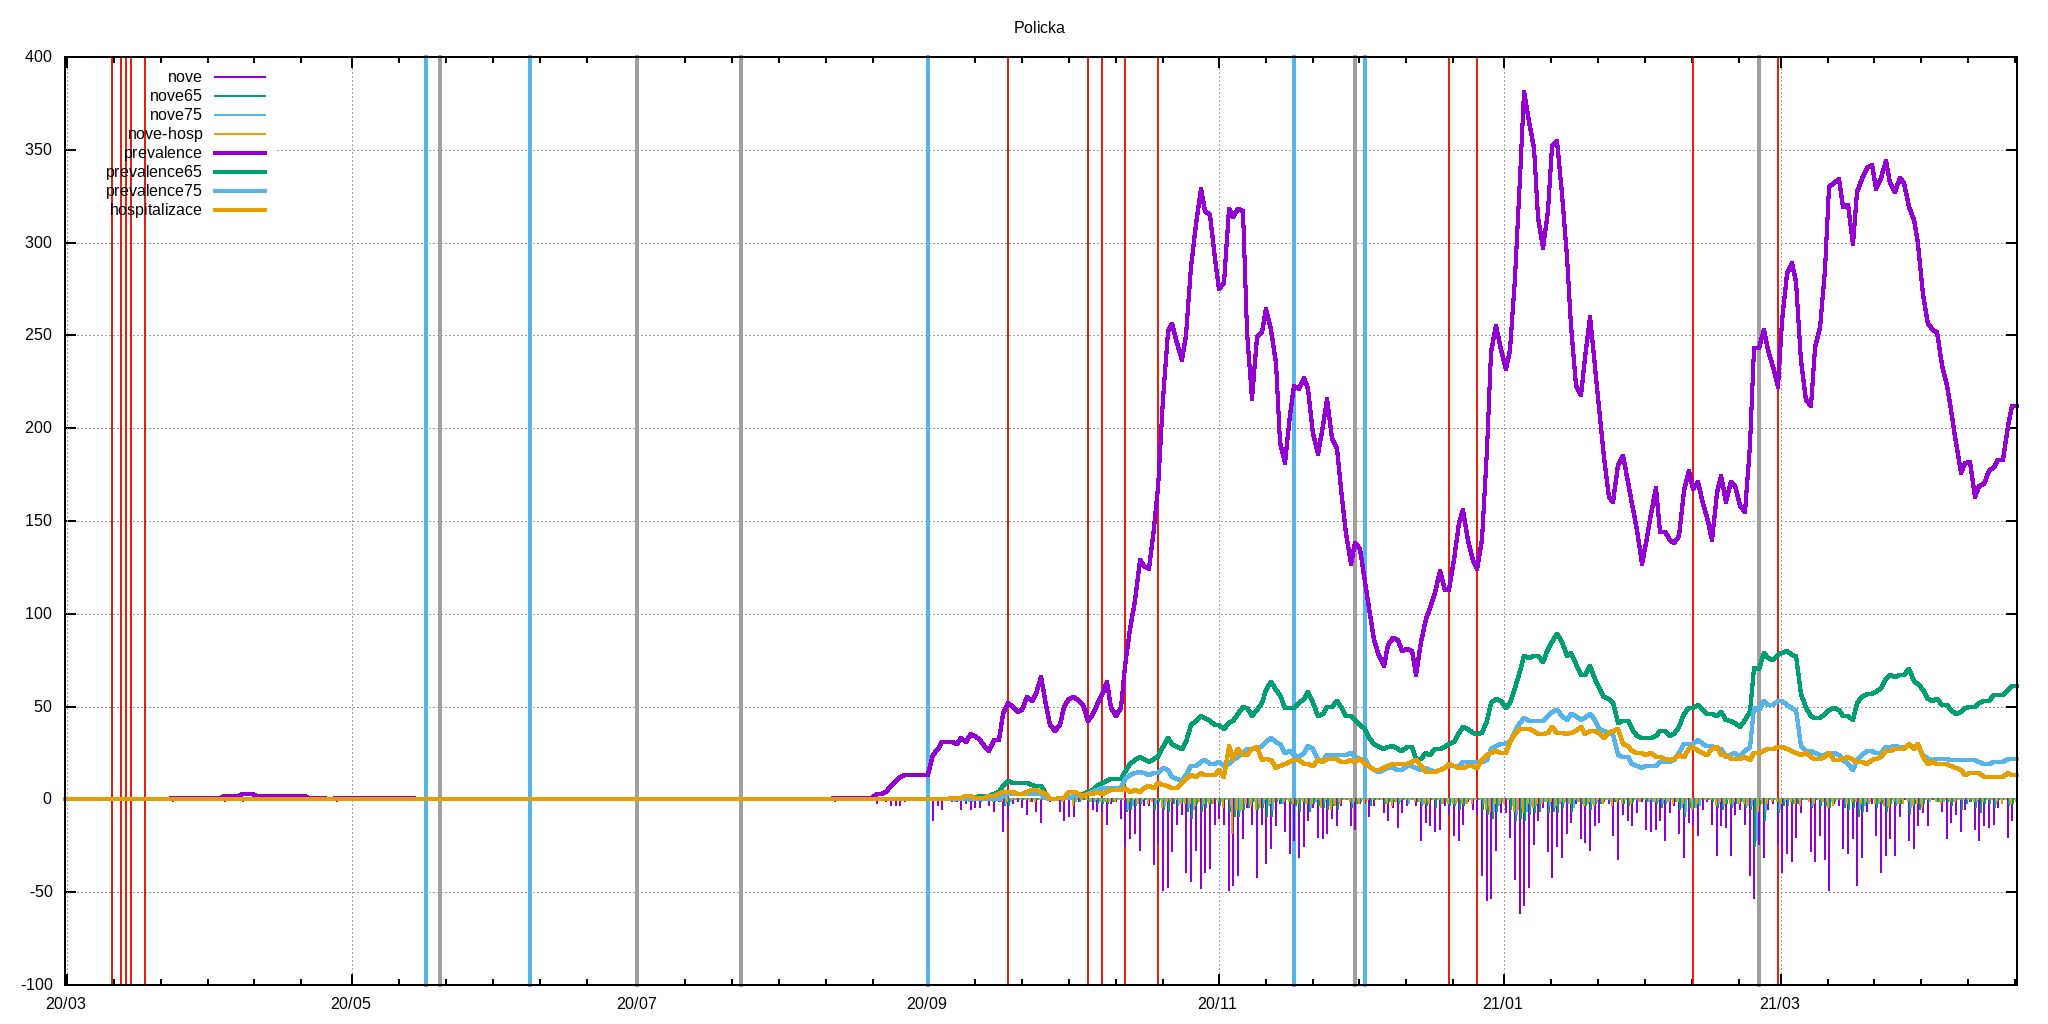 Policka
400
350
300
250
200
150
100
50
0
-50
-100
nove
nove65
nove75
nove-hosp
prevalence
prevalence65
prevalence75
hospitalizace
20/03 20/05 20/07 20/09 20/11 21/01 21/03